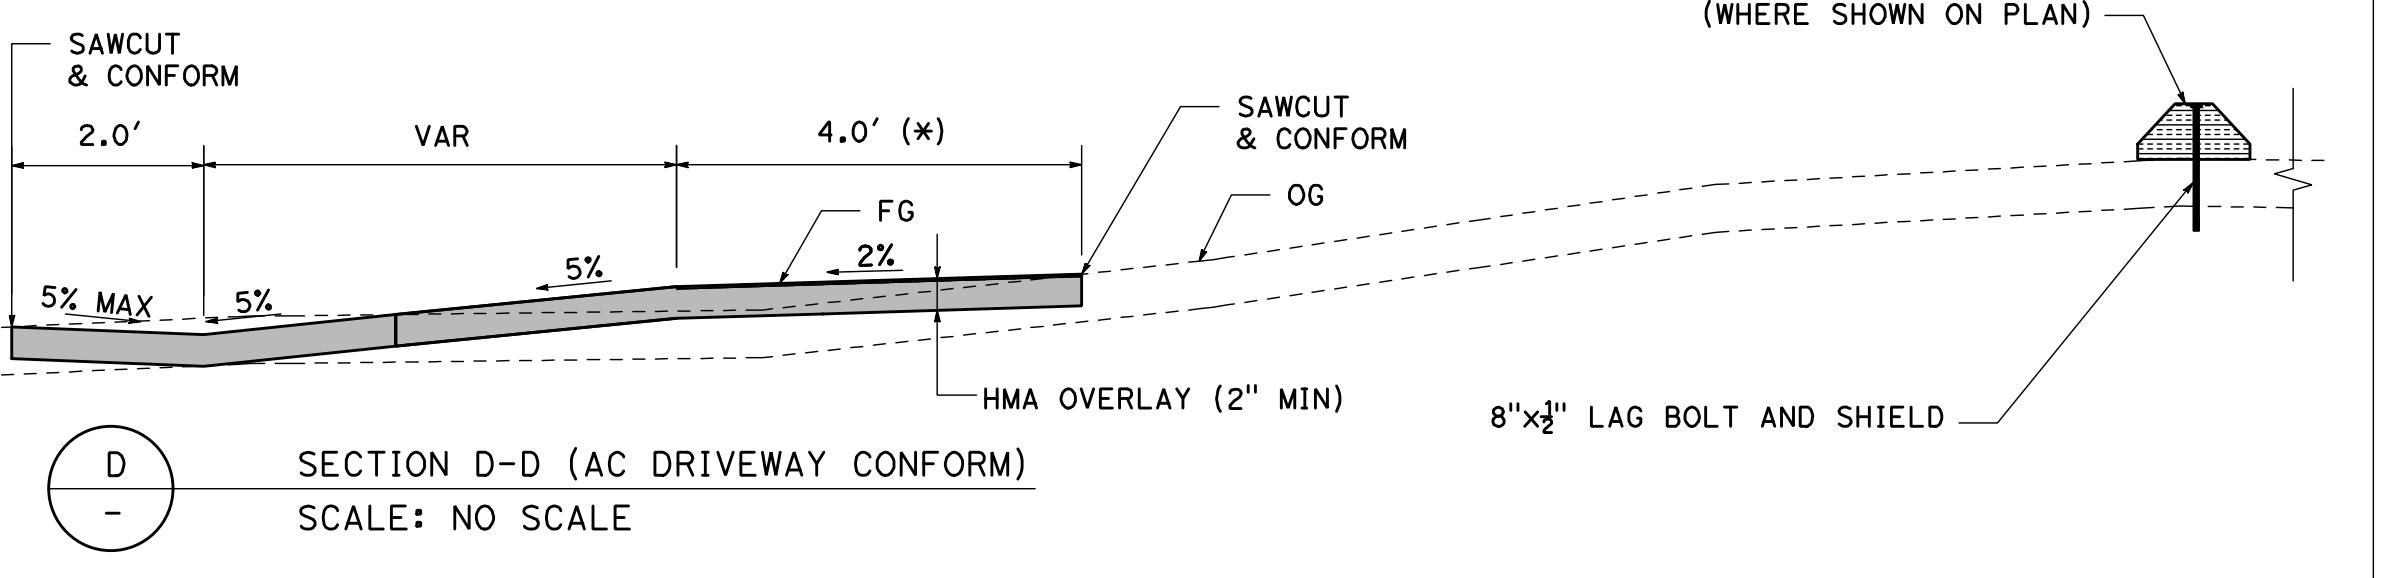 (WHERE SHOWN ON PLAN)
SAWCUT
& CONFORM
2.0'
VAR
4.0' (*)
SAWCUT
& CONFORM
OG
FG
2%
5%
5% MAX
5%
HMA OVERLAY (2" MIN)
8"x1/2" LAG BOLT AND SHIELD
D
-
SECTION D-D (AC DRIVEWAY CONFORM)
SCALE: NO SCALE